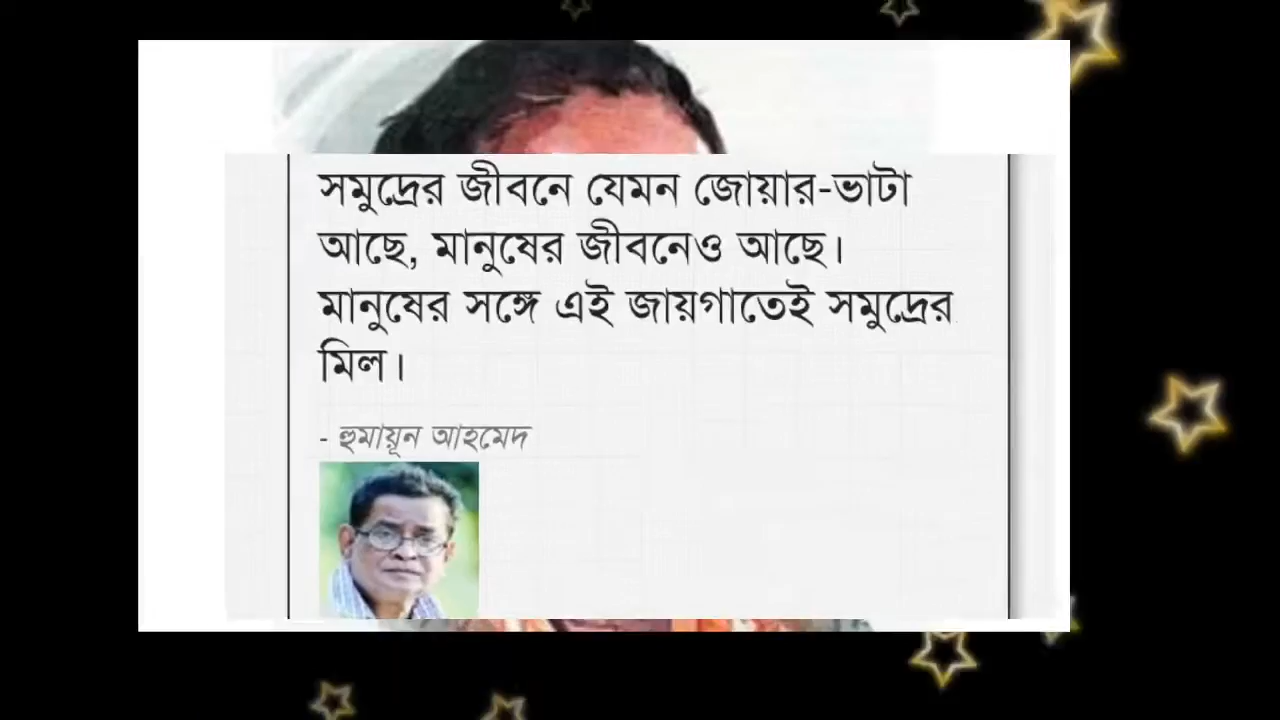 সমুদ্রের জীবনে যেমন জোয়ার-ভাটা
আছে, মানুষের জীবনেও আছে।
মানুষের সঙ্গে এই জায়গাতেই সমুদ্রের
মিল।
- হুমায়ূন আহমেদ